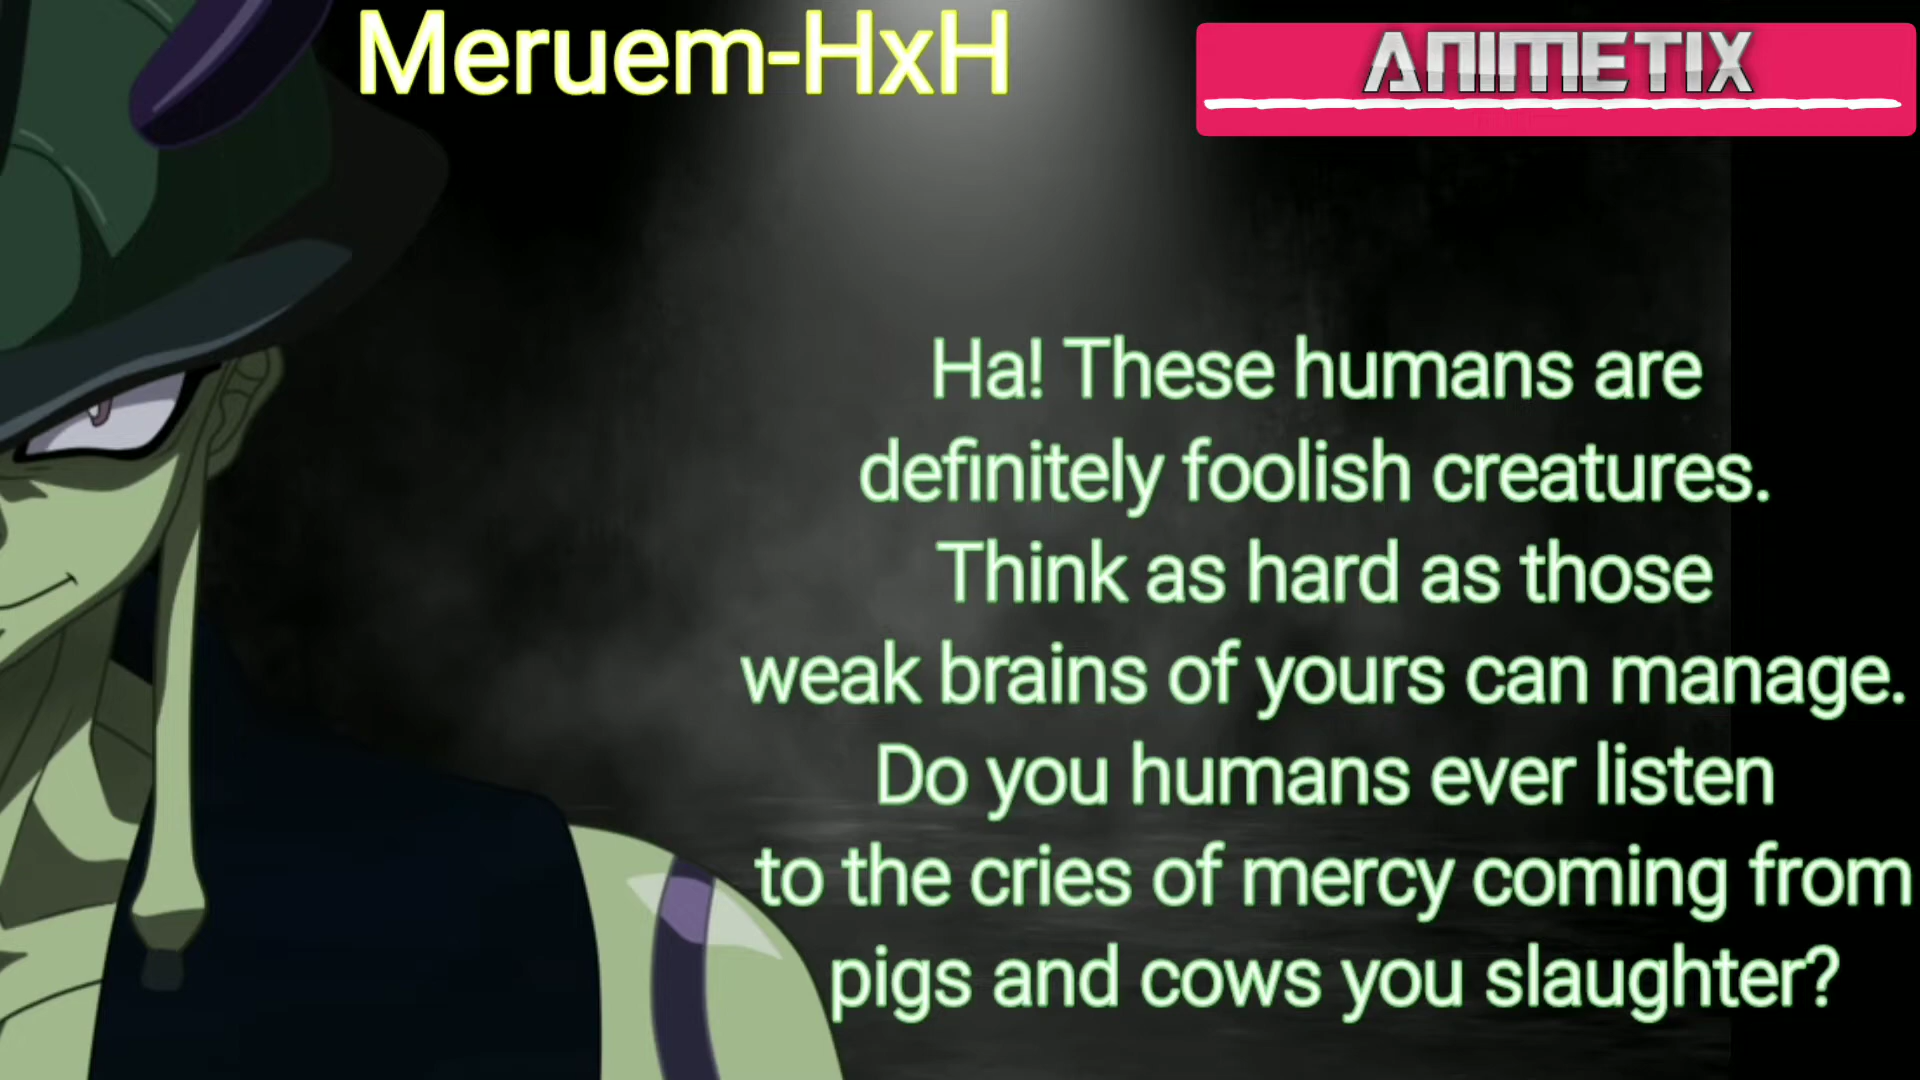 Meruem-HxH
ANIMETIX
Ha! These humans are
definitely foolish creatures.
Think as hard as those
weak brains of yours can manage.
Do you humans ever listen
to the cries of mercy coming from
pigs and cows you slaughter?